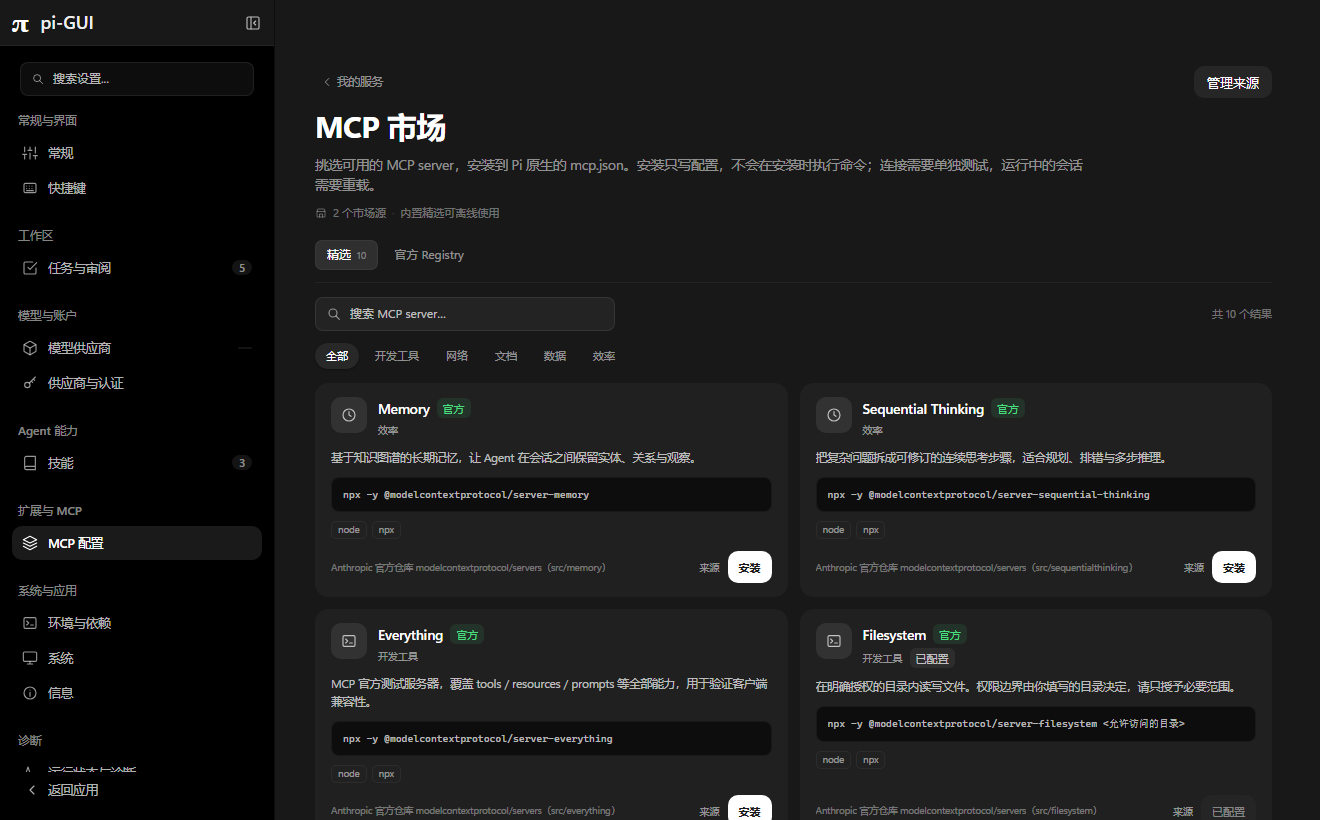 π pi-GUI
搜索设置...
常规与界面
常规
快捷键
工作区
任务与审阅 5
模型与账户
模型供应商
供应商与认证
Agent 能力
技能 3
扩展与 MCP
MCP 配置
系统与应用
环境与依赖
系统
信息
诊断
返回应用
我的服务
管理来源
MCP 市场
挑选可用的 MCP server，安装到 Pi 原生的 mcp.json。安装只写配置，不会在安装时执行命令；连接需要单独测试，运行中的会话
需要重载。
2 个市场源 · 内置精选可离线使用
精选 10 官方 Registry
搜索 MCP server...
共 10 个结果
全部 开发工具 网络 文档 数据 效率
Memory 官方
效率
基于知识图谱的长期记忆，让 Agent 在会话之间保留实体、关系与观察。
npx -y @modelcontextprotocol/server-memory
node npx
Anthropic 官方仓库 modelcontextprotocol/servers（src/memory） 来源 安装
Sequential Thinking 官方
效率
把复杂问题拆成可修订的连续思考步骤，适合规划、排错与多步推理。
npx -y @modelcontextprotocol/server-sequential-thinking
node npx
Anthropic 官方仓库 modelcontextprotocol/servers（src/sequentialthinking） 来源 安装
Everything 官方
开发工具
MCP 官方测试服务器，覆盖 tools / resources / prompts 等全部能力，用于验证客户端
兼容性。
npx -y @modelcontextprotocol/server-everything
node npx
Anthropic 官方仓库 modelcontextprotocol/servers（src/everything） 来源 安装
Filesystem 官方
开发工具 已配置
在明确授权的目录内读写文件。权限边界由你填写的目录决定，请只授予必要范围。
npx -y @modelcontextprotocol/server-filesystem <允许访问的目录>
node npx
Anthropic 官方仓库 modelcontextprotocol/servers（src/filesystem） 来源 已配置